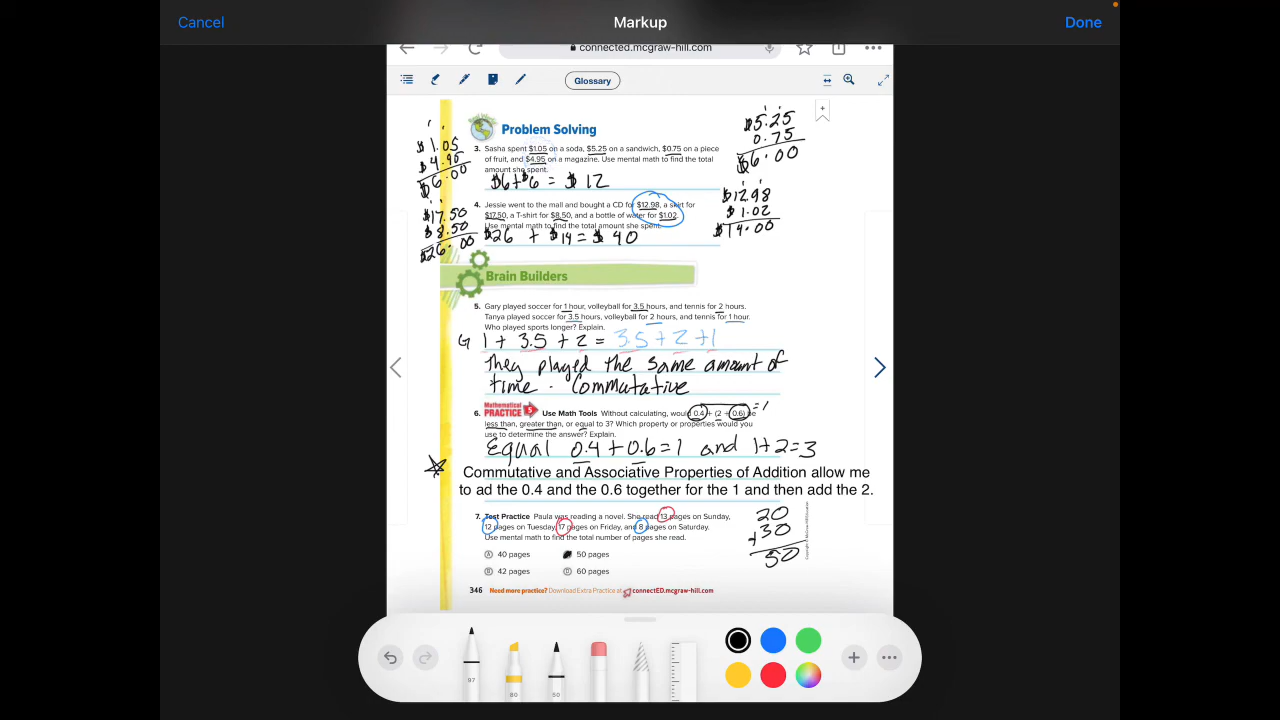 Cancel
Markup
Done
connected.mcgraw-hill.com
Glossary
Problem Solving
3. Sasha spent $1.05 on a soda, $5.25 on a sandwich, $0.75 on a piece
of fruit, and $4.95 on a magazine. Use mental math to find the total
amount she spent.
$6+$6 = $12
$1.05
$4.95
$6.00
$5.25
0.75
$6.00
4. Jessie went to the mall and bought a CD for $12.98, a skirt for
$17.50, a T-shirt for $8.50, and a bottle of water for $1.02.
Use mental math to find the total amount she spent.
$26 + $14 = $40
$17.50
$8.50
$26.00
$12.98
$1.02
$14.00
Brain Builders
5. Gary played soccer for 1 hour, volleyball for 3.5 hours, and tennis for 2 hours.
Tanya played soccer for 3.5 hours, volleyball for 2 hours, and tennis for 1 hour.
Who played sports longer? Explain.
G 1 + 3.5 + 2 = 3.5 + 2 + 1
They played the same amount of
time. Commutative
Mathematical
PRACTICE 5
6. Use Math Tools Without calculating, would 0.4 + (2 + 0.6) be =1
less than, greater than, or equal to 3? Which property or properties would you
use to determine the answer? Explain.
Equal 0.4 + 0.6 = 1 and 1+2=3
Commutative and Associative Properties of Addition allow me
to ad the 0.4 and the 0.6 together for the 1 and then add the 2.
7. Test Practice Paula was reading a novel. She read 13 pages on Sunday,
12 pages on Tuesday, 17 pages on Friday, and 8 pages on Saturday.
Use mental math to find the total number of pages she read.
20
+30
50
A 40 pages
50 pages
B 42 pages
D 60 pages
346 Need more practice? Download Extra Practice at connectED.mcgraw-hill.com
97
80
50